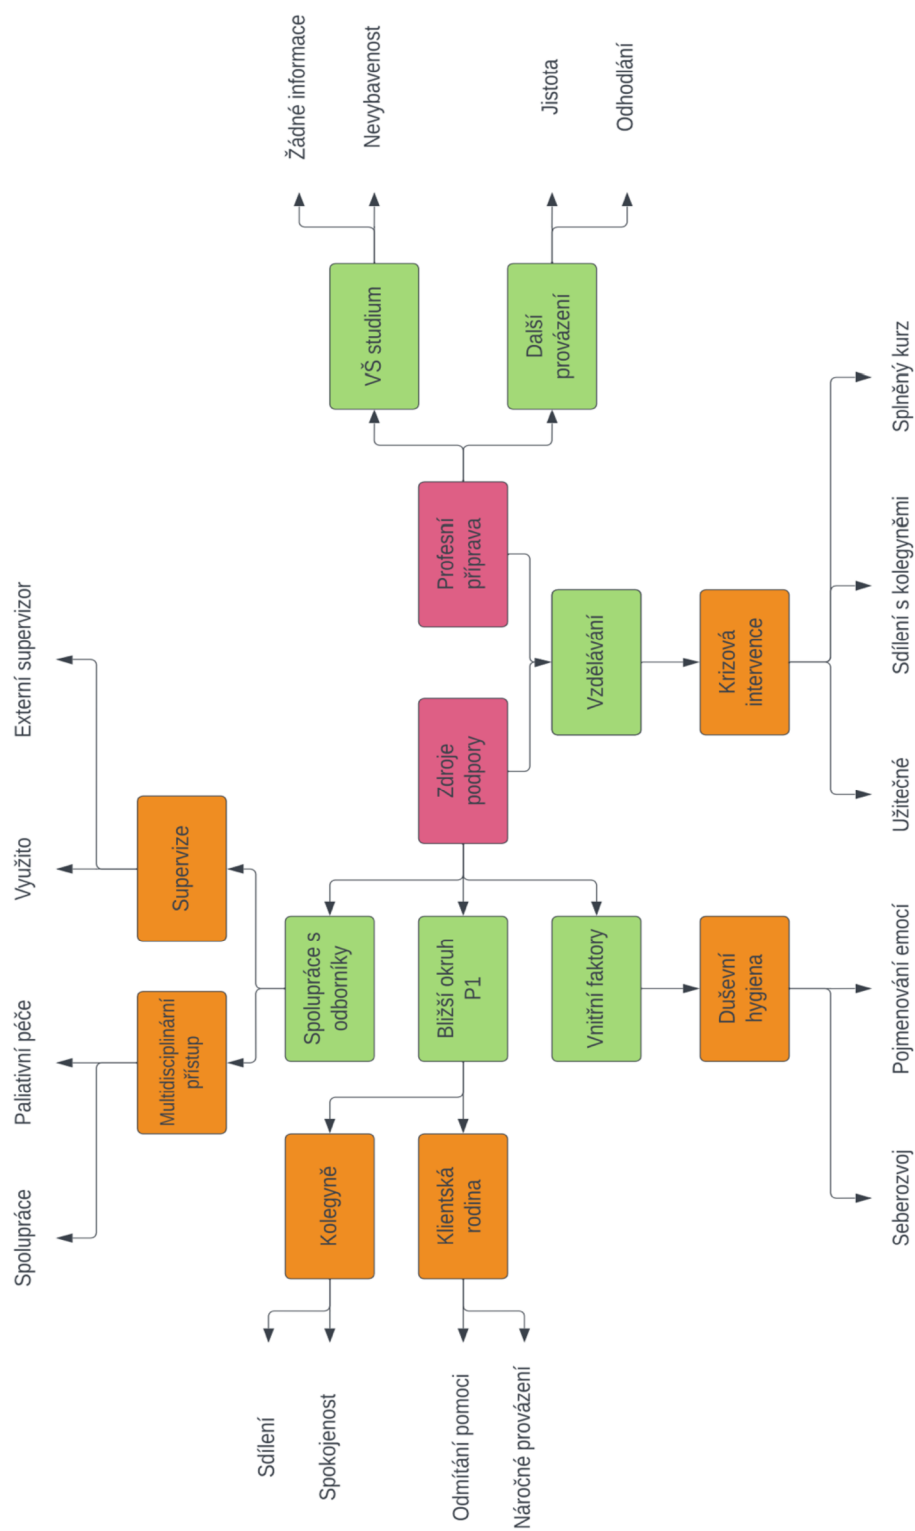 Spolupráce
Paliativní péče
Využito
Externí supervizor
Multidisciplinární
přístup
Supervize
Sdílení
Spokojenost
Kolegyně
Spolupráce s
odborníky
VŠ studium
Žádné informace
Nevybavenost
Odmítání pomoci
Náročné provázení
Klientská
rodina
Bližší okruh
P1
Zdroje
podpory
Profesní
příprava
Další
provázení
Jistota
Odhodlání
Vnitřní faktory
Vzdělávání
Duševní
hygiena
Krizová
intervence
Seberozvoj
Pojmenování emocí
Užitečné
Sdílení s kolegyněmi
Splněný kurz